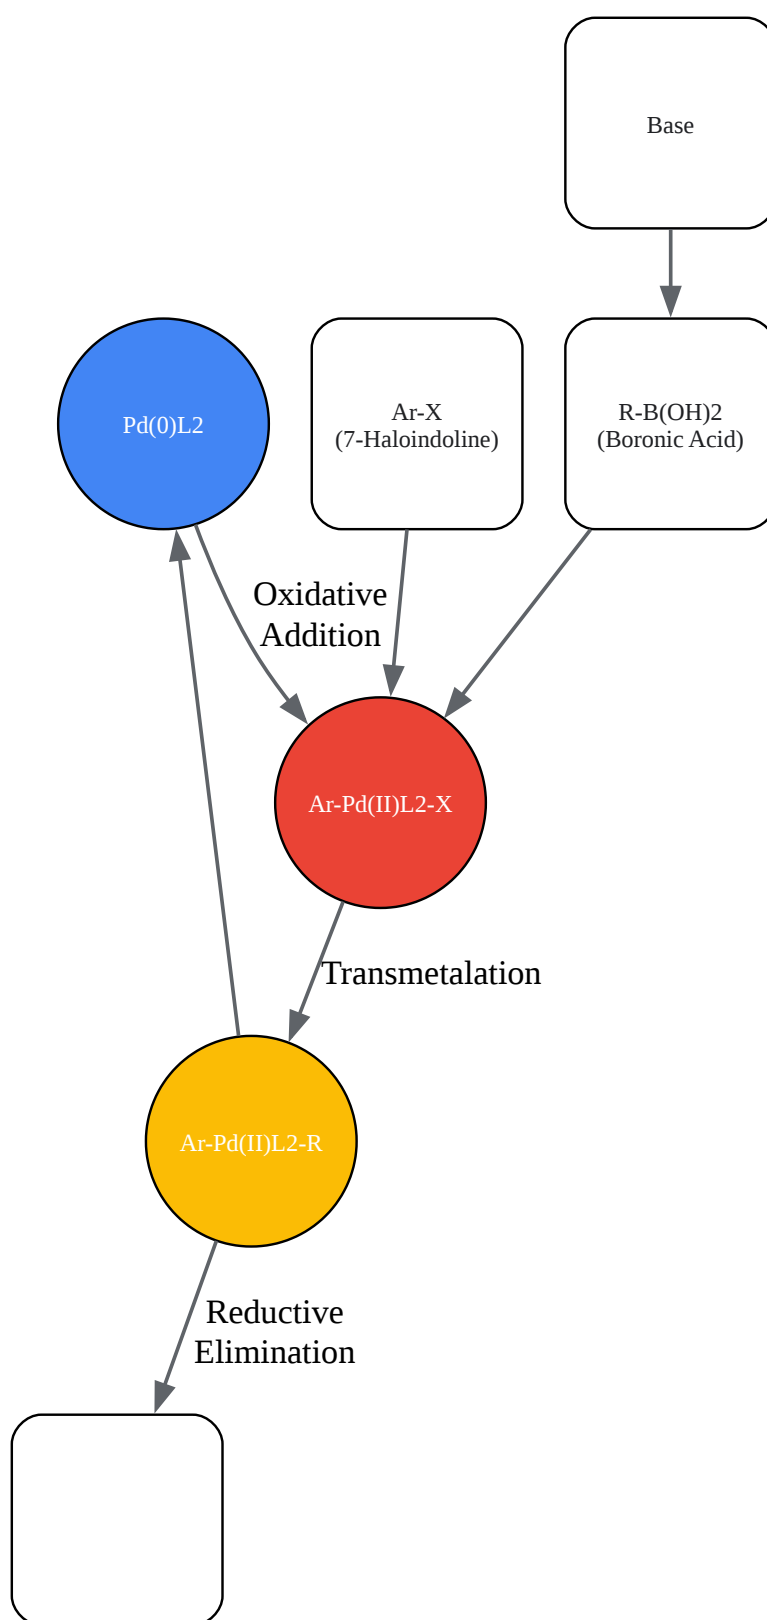 Base
Pd(0)L2
Ar-X
(7-Haloindoline)
R-B(OH)2
(Boronic Acid)
Oxidative
Addition
Ar-Pd(II)L2-X
Transmetalation
Ar-Pd(II)L2-R
Reductive
Elimination